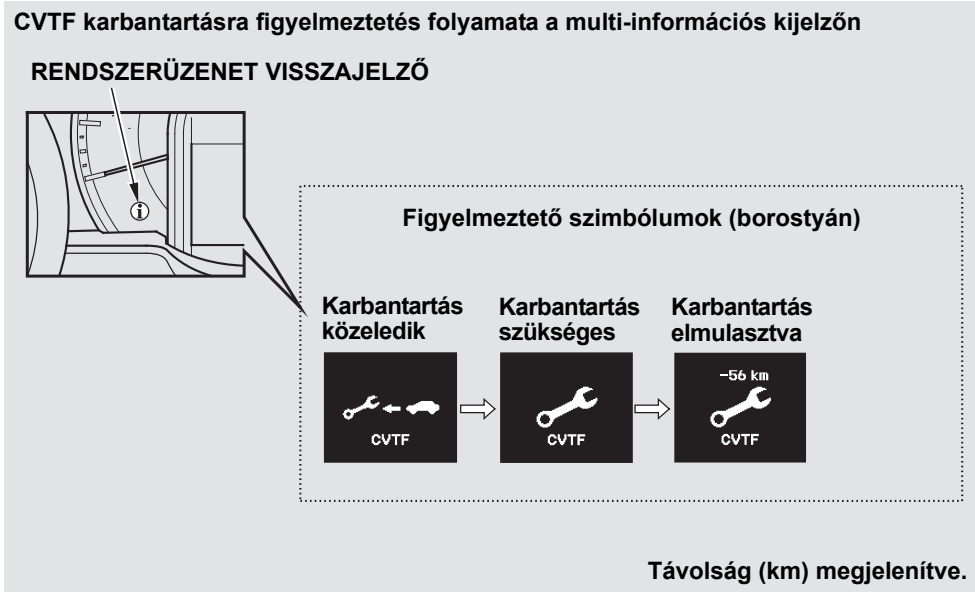 CVTF karbantartásra figyelmeztetés folyamata a multi-információs kijelzőn
RENDSZERÜZENET VISSZAJELZŐ
i
Figyelmeztető szimbólumok (borostyán)
Karbantartás
közeledik
CVTF
Karbantartás
szükséges
CVTF
Karbantartás
elmulasztva
-56 km
CVTF
Távolság (km) megjelenítve.